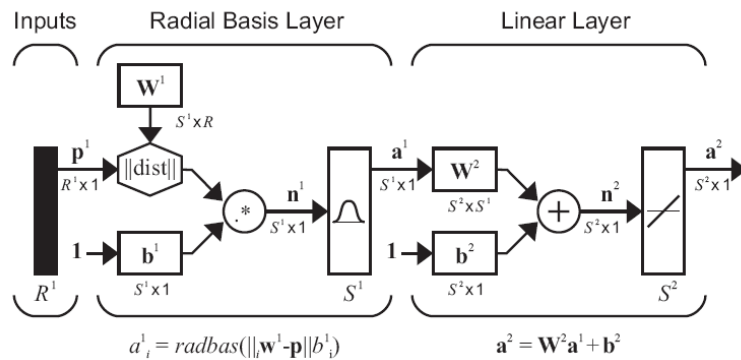 Inputs Radial Basis Layer Linear Layer
W¹
S¹xR
p¹ a¹ a²
||dist|| W² n²
R¹x1 n¹ S¹x1 S²x1
.* S²xS¹ +
S¹x1 S²x1
1 b¹ 1 b²
S¹x1 S²x1
R¹ S¹ S²
a¹ᵢ = radbas(||ᵢw¹-p||b¹ᵢ) a² = W²a¹+b²